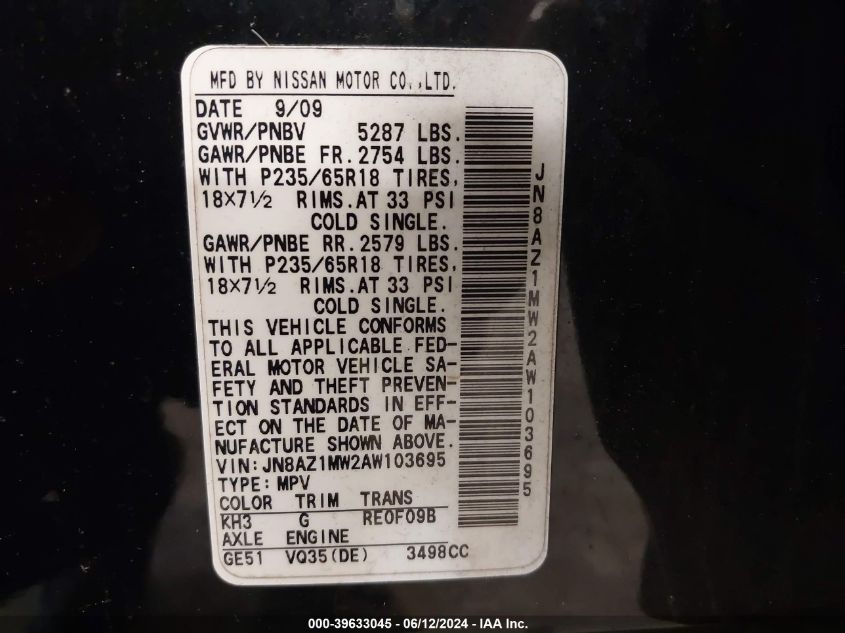 MFD BY NISSAN MOTOR CO.,LTD.
DATE 9/09
GVWR/PNBV 5287 LBS.
GAWR/PNBE FR.2754 LBS.
WITH P235/65R18 TIRES,
18×7½ RIMS.AT 33 PSI
COLD SINGLE.
GAWR/PNBE RR.2579 LBS.
WITH P235/65R18 TIRES,
18×7½ RIMS.AT 33 PSI
COLD SINGLE.
THIS VEHICLE CONFORMS
TO ALL APPLICABLE FED-
ERAL MOTOR VEHICLE SA-
FETY AND THEFT PREVEN-
TION STANDARDS IN EFF-
ECT ON THE DATE OF MA-
NUFACTURE SHOWN ABOVE.
VIN:JN8AZ1MW2AW103695
TYPE:MPV
COLOR TRIM TRANS
KH3 G RE0F09B
AXLE ENGINE
GE51 VQ35(DE) 3498CC
JN8AZ1MW2AW103695
000-39633045 - 06/12/2024 - IAA Inc.